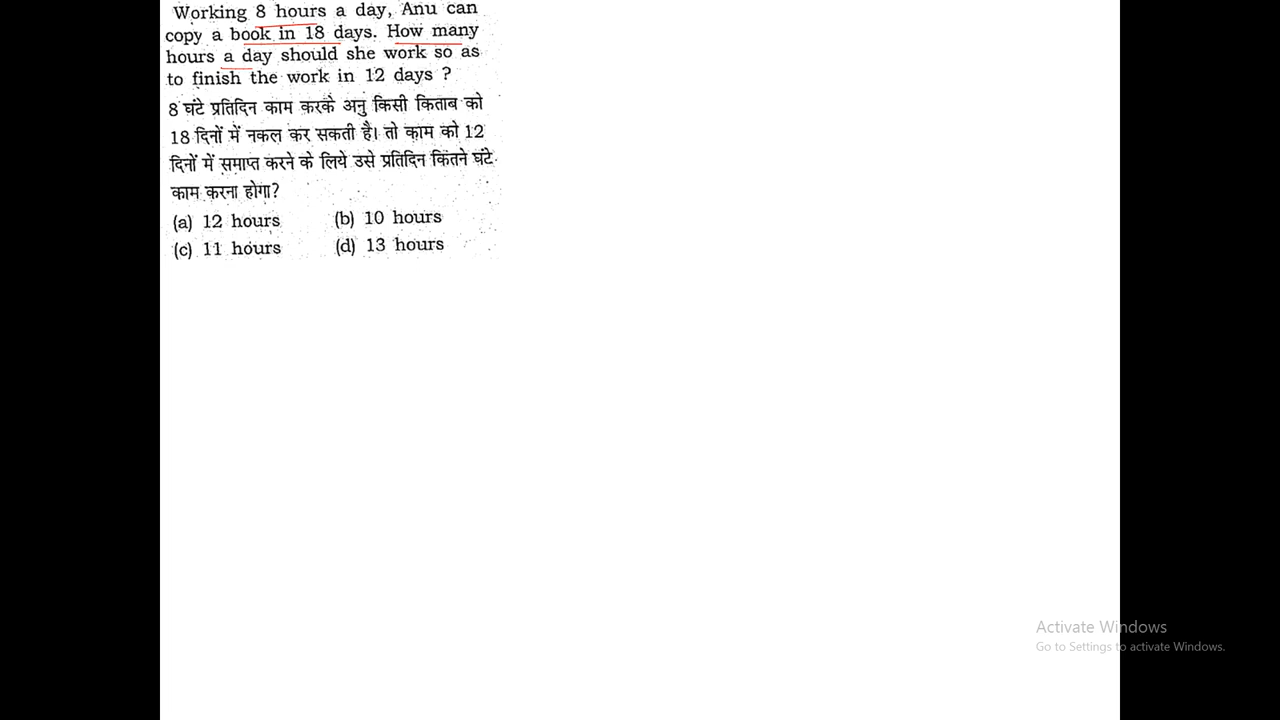 Working 8 hours a day, Anu can
copy a book in 18 days. How many
hours a day should she work so as
to finish the work in 12 days ?
8 घंटे प्रतिदिन काम करके अनु किसी किताब को
18 दिनों में नकल कर सकती है। तो काम को 12
दिनों में समाप्त करने के लिये उसे प्रतिदिन कितने घंटे
काम करना होगा?
(a) 12 hours (b) 10 hours
(c) 11 hours (d) 13 hours
Activate Windows
Go to Settings to activate Windows.